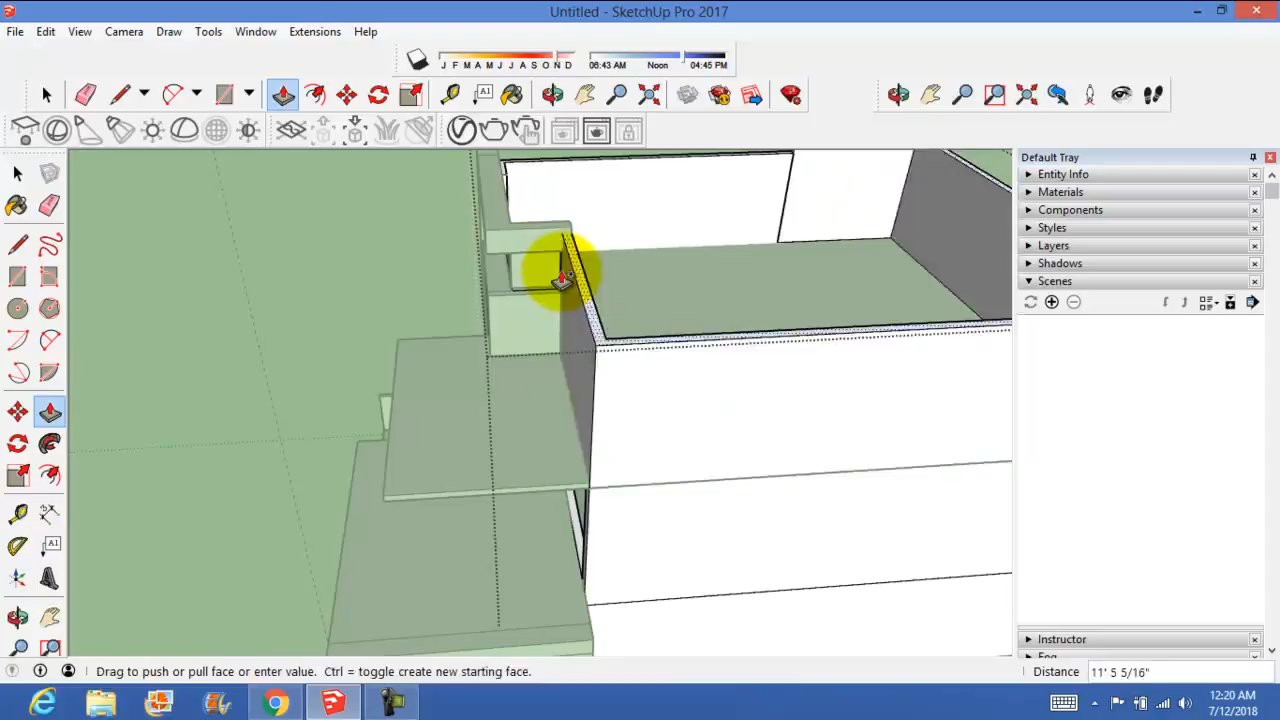 Untitled - SketchUp Pro 2017
File Edit View Camera Draw Tools Window Extensions Help
J F M A M J J A S O N D 06:43 AM Noon 04:45 PM
A1
Default Tray
Entity Info
Materials
Components
Styles
Layers
Shadows
Scenes
A1
Instructor
Fog
Drag to push or pull face or enter value. Ctrl = toggle create new starting face.
Distance 11' 5 5/16"
12:20 AM
7/12/2018